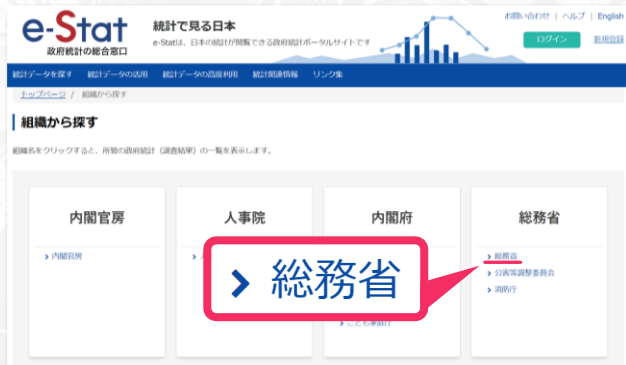 e-Stat
政府統計の総合窓口
統計で見る日本
e-Statは、日本の統計が閲覧できる政府統計ポータルサイトです
お問い合わせ | ヘルプ | English
ログイン
新規登録
統計データを探す 統計データの活用 統計データの高度利用 統計関連情報 リンク集
トップページ / 組織から探す
組織から探す
組織名をクリックすると、所管の政府統計（調査結果）の一覧を表示します。
内閣官房
人事院
内閣府
総務省
内閣官房
総務省
公害等調整委員会
消防庁
総務省
こども家庭庁